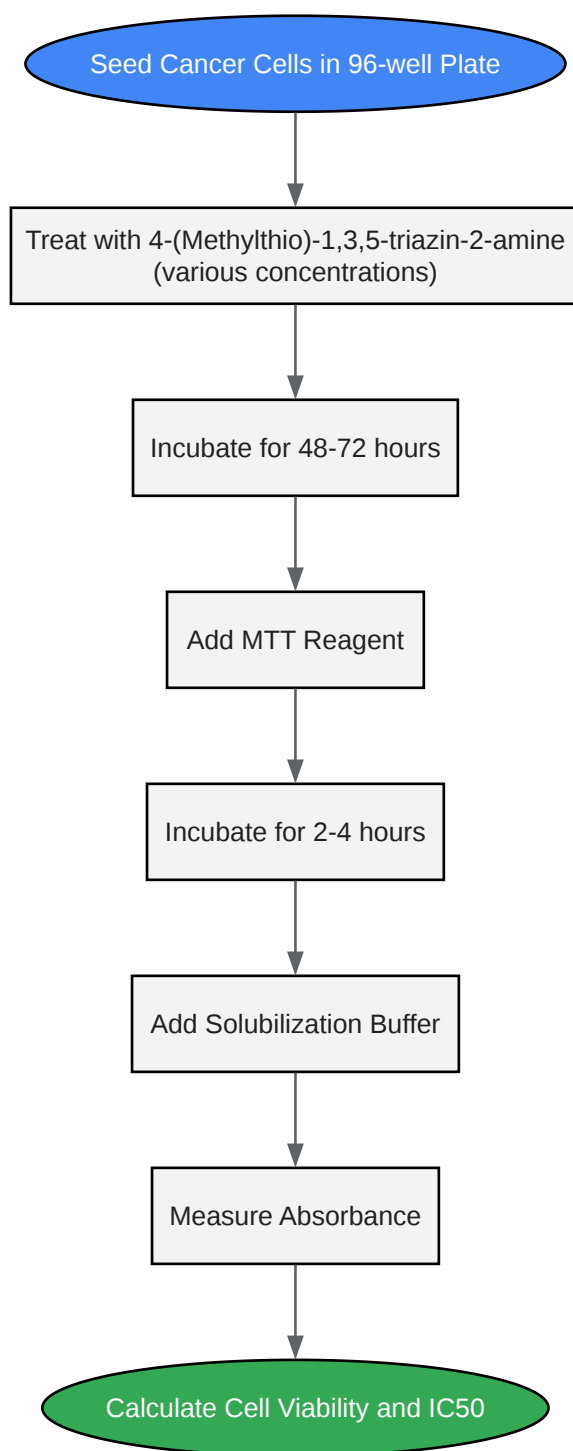 Seed Cancer Cells in 96-well Plate
Treat with 4-(Methylthio)-1,3,5-triazin-2-amine
(various concentrations)
Incubate for 48-72 hours
Add MTT Reagent
Incubate for 2-4 hours
Add Solubilization Buffer
Measure Absorbance
Calculate Cell Viability and IC50